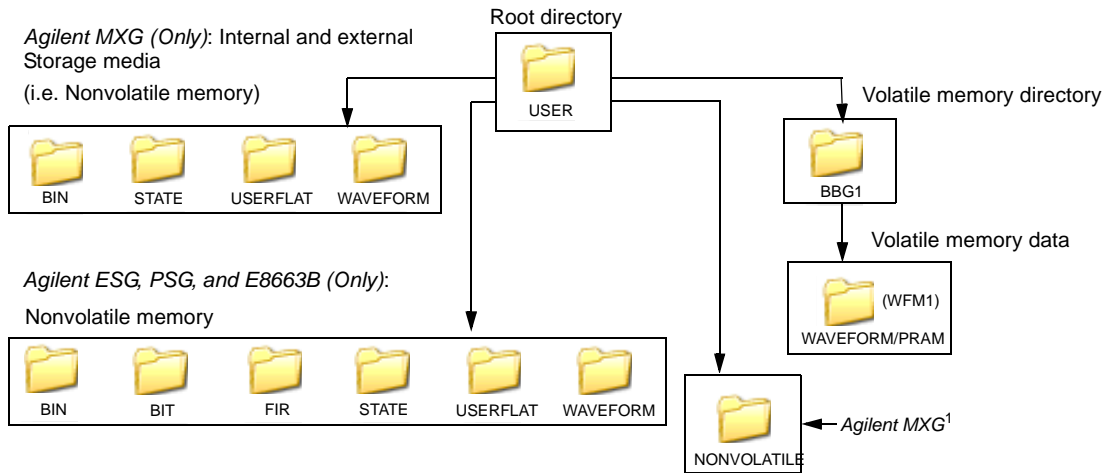 Root directory
USER
Agilent MXG (Only): Internal and external
Storage media
(i.e. Nonvolatile memory)
BIN STATE USERFLAT WAVEFORM
Volatile memory directory
BBG1
Volatile memory data
(WFM1)
WAVEFORM/PRAM
Agilent ESG, PSG, and E8663B (Only):
Nonvolatile memory
BIN BIT FIR STATE USERFLAT WAVEFORM
NONVOLATILE
Agilent MXG1